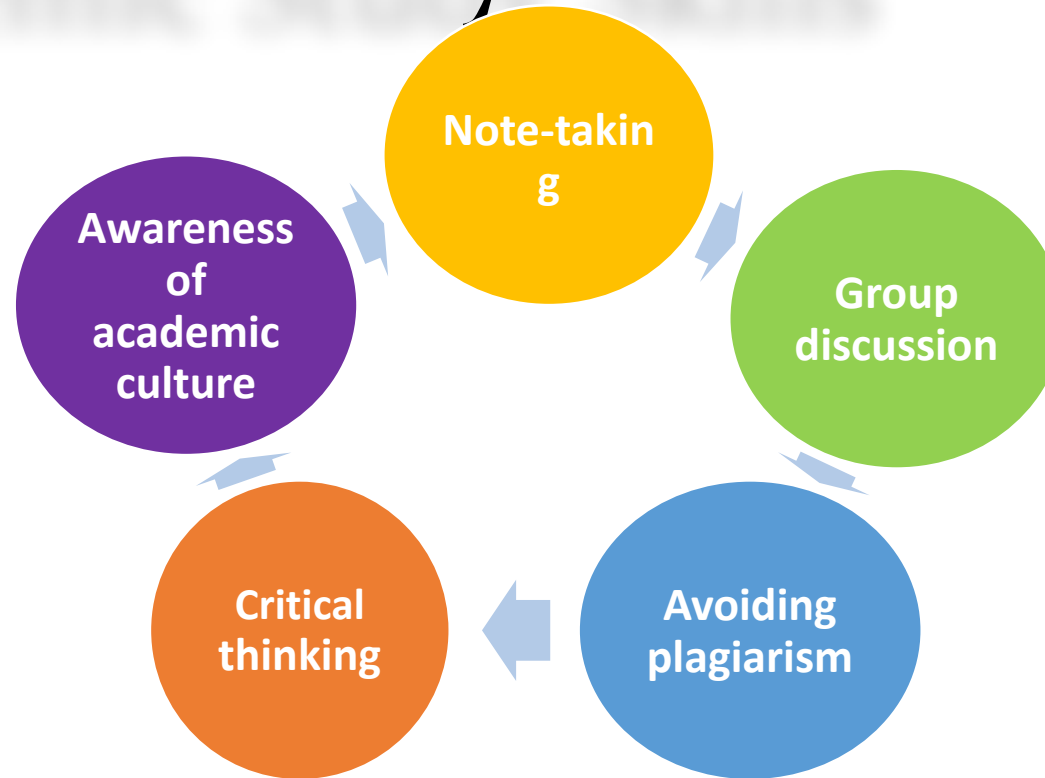 Note-takin
g
Group
discussion
Avoiding
plagiarism
Critical
thinking
Awareness
of
academic
culture